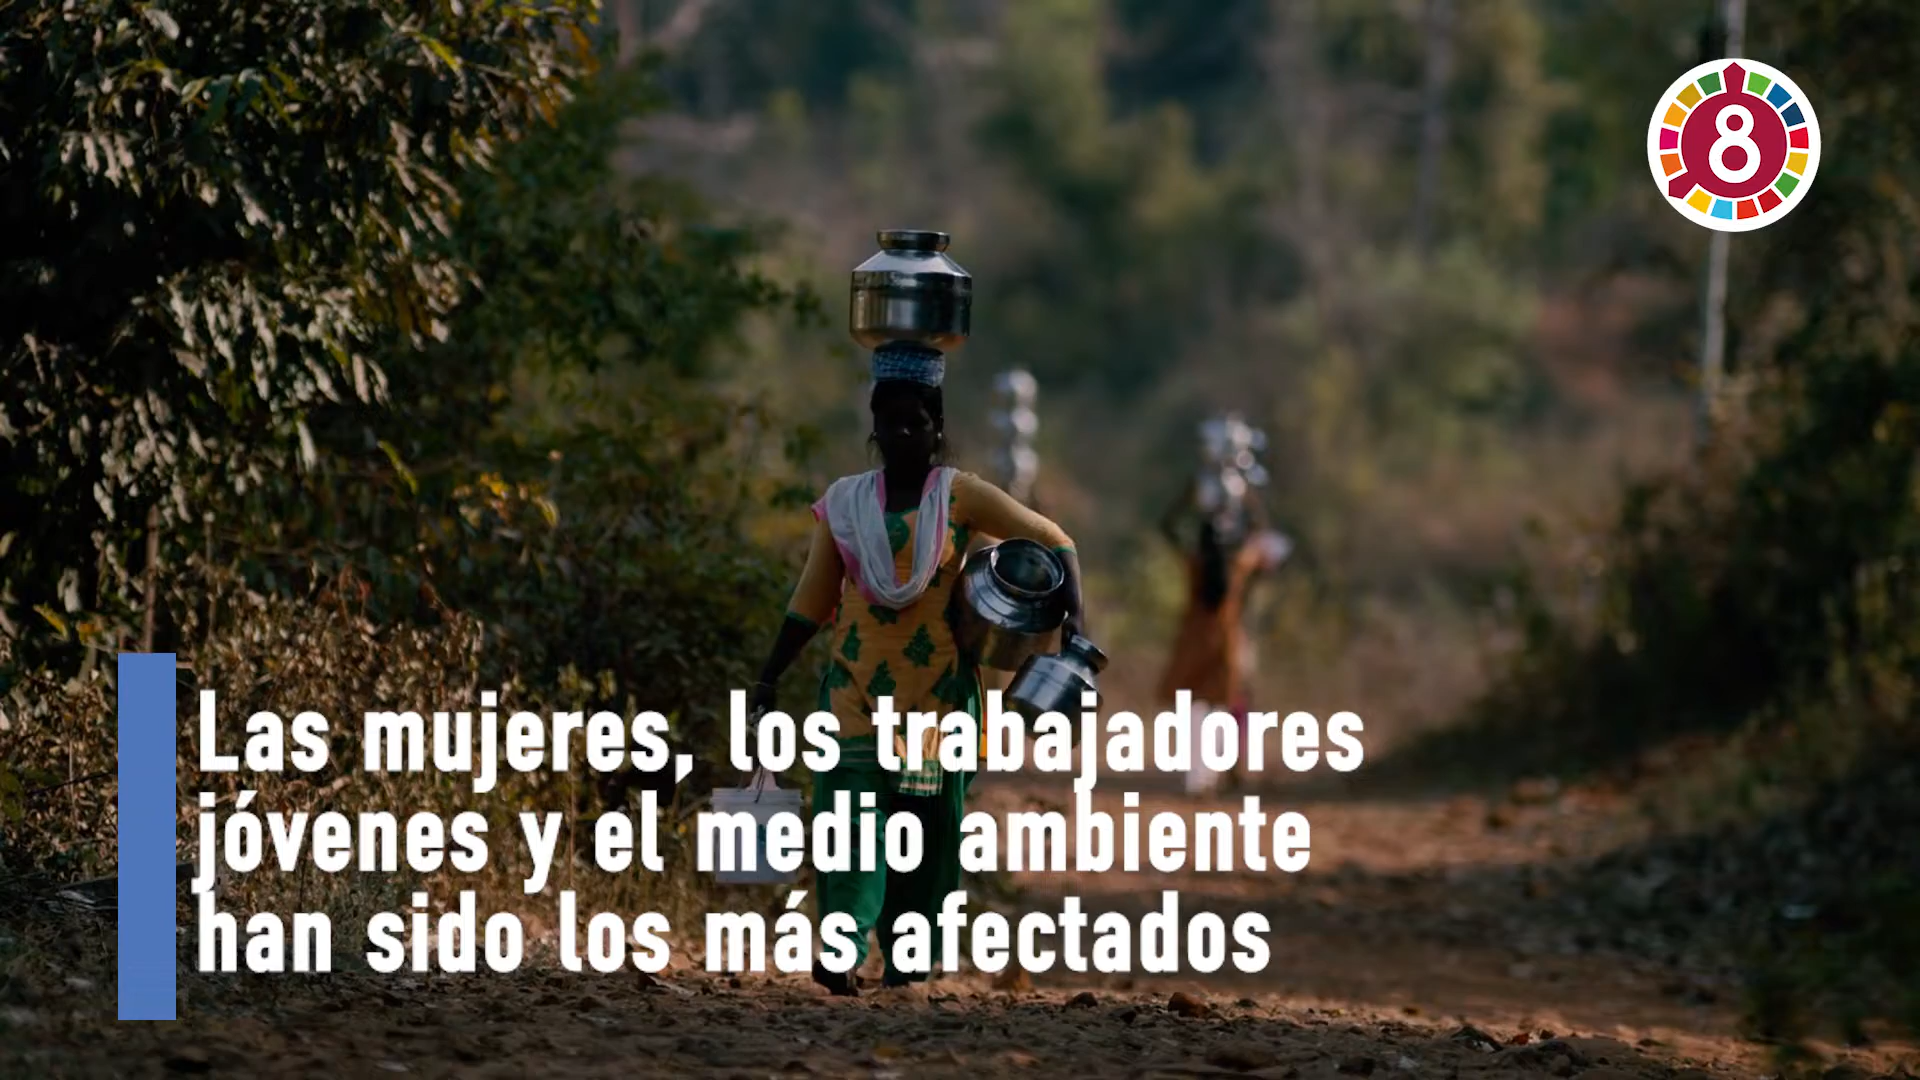 8
Las mujeres, los trabajadores
jóvenes y el medio ambiente
han sido los más afectados